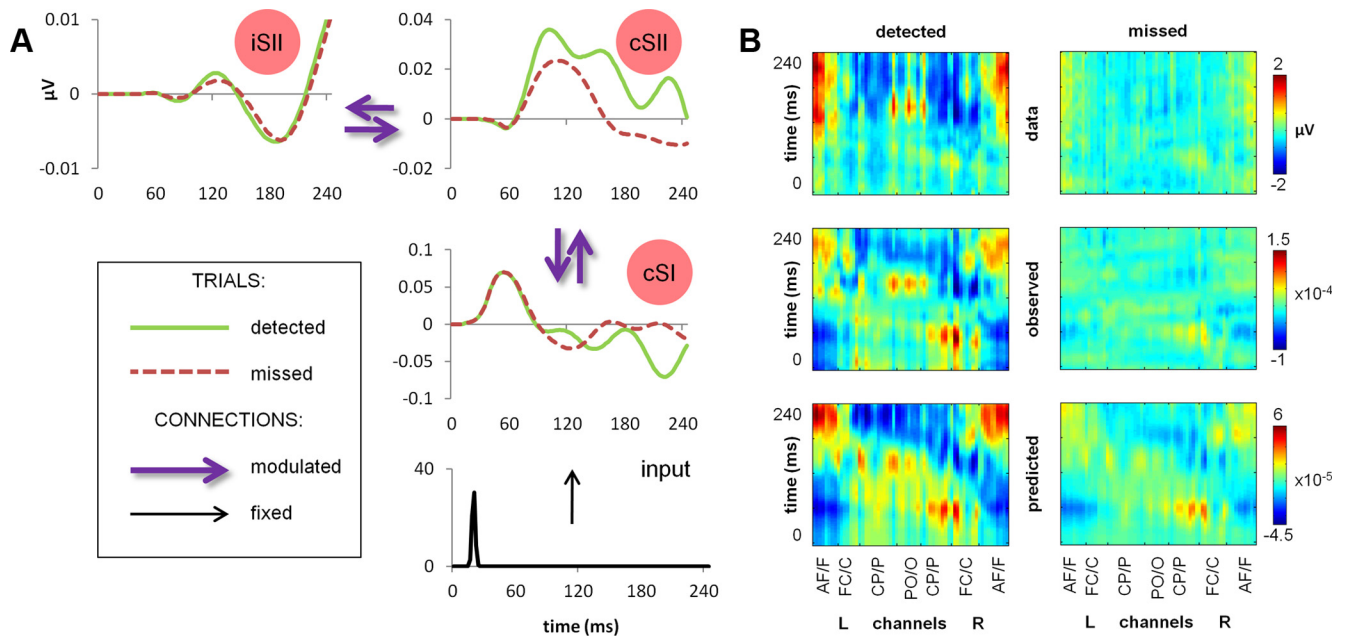 A
µV
0.01
0
-0.01
0 60 120 180 240
iSII
0.04
0.02
0
-0.02
0 60 120 180 240
cSII
0.1
0.05
0
-0.05
-0.1
0 60 120 180 240
cSI
TRIALS:
detected
missed
CONNECTIONS:
modulated
fixed
40
0
input
0 60 120 180 240
time (ms)
B
detected missed
240
time (ms)
0
data
2
µV
-2
240
time (ms)
0
observed
1.5
x10-4
-1
240
time (ms)
0
predicted
6
x10-5
-4.5
AF/F FC/C CP/P PO/O CP/P FC/C AF/F
L channels R
AF/F FC/C CP/P PO/O CP/P FC/C AF/F
L channels R